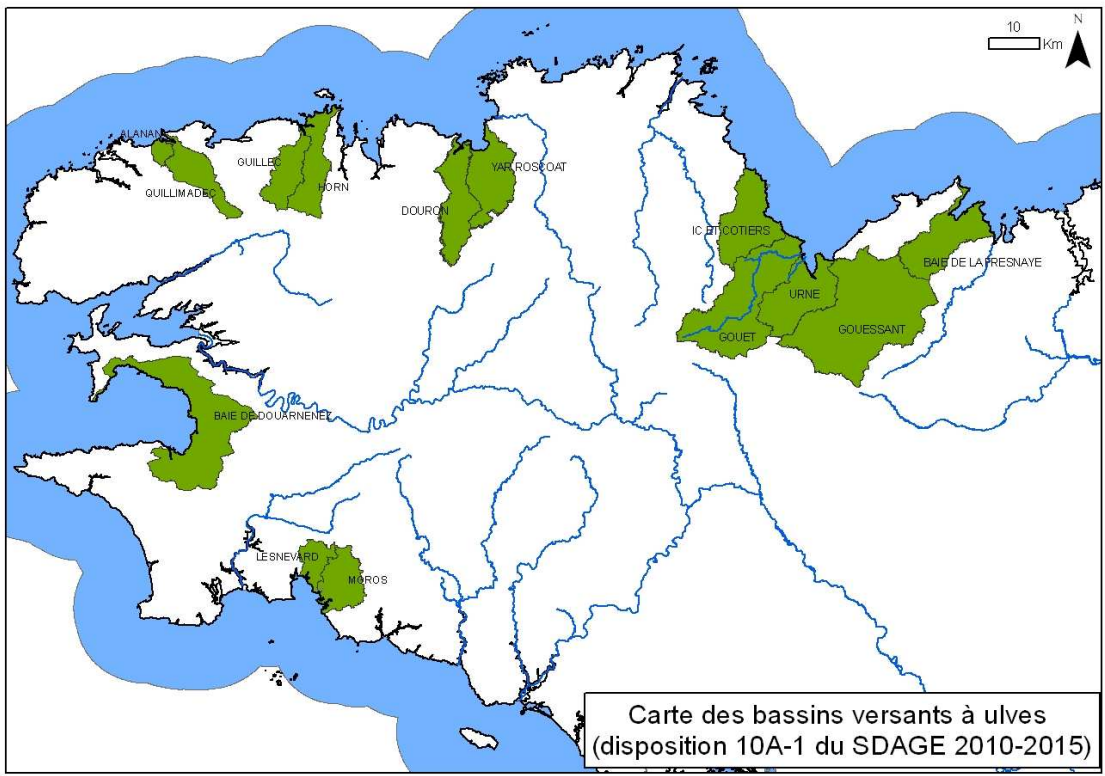 10
Km
N
ALANAN
GUILLEC
QUILLIMADEC
HORN
YAR ROSCOAT
DOURON
IC ET COTIERS
BAIE DE LA FRESNAYE
URNE
GOUET
GOUESSANT
BAIE DE DOUARNENEZ
LESNEVARD
MOROS
Carte des bassins versants à ulves
(disposition 10A-1 du SDAGE 2010-2015)